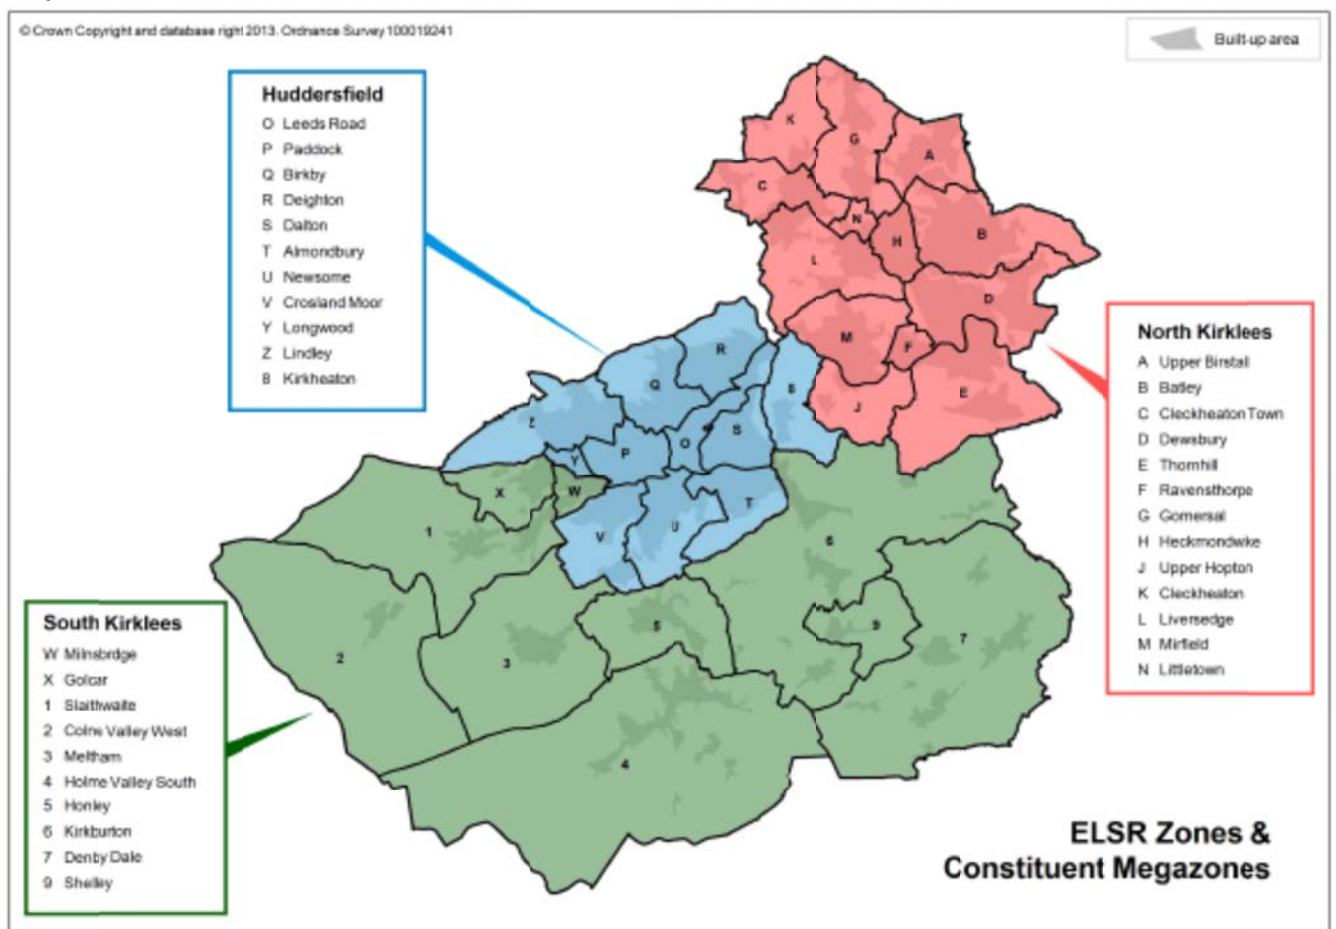 © Crown Copyright and database right 2013. Ordnance Survey 100019241
Built-up area
Huddersfield
O Leeds Road
P Paddock
Q Birkby
R Deighton
S Dalton
T Almondbury
U Newsome
V Crosland Moor
Y Longwood
Z Lindley
8 Kirkheaton
North Kirklees
A Upper Birstall
B Batley
C Cleckheaton Town
D Dewsbury
E Thornhill
F Ravensthorpe
G Gomersal
H Heckmondwike
J Upper Hopton
K Cleckheaton
L Liversedge
M Mirfield
N Littletown
South Kirklees
W Milnsbridge
X Golcar
1 Slaithwaite
2 Colne Valley West
3 Meltham
4 Holme Valley South
5 Honley
6 Kirkburton
7 Denby Dale
9 Shelley
K
G
A
C
N
H
B
L
D
M
F
E
J
R
Q
8
Z
S
O
P
Y
X
W
T
U
V
1
6
5
9
7
2
3
4
ELSR Zones &
Constituent Megazones